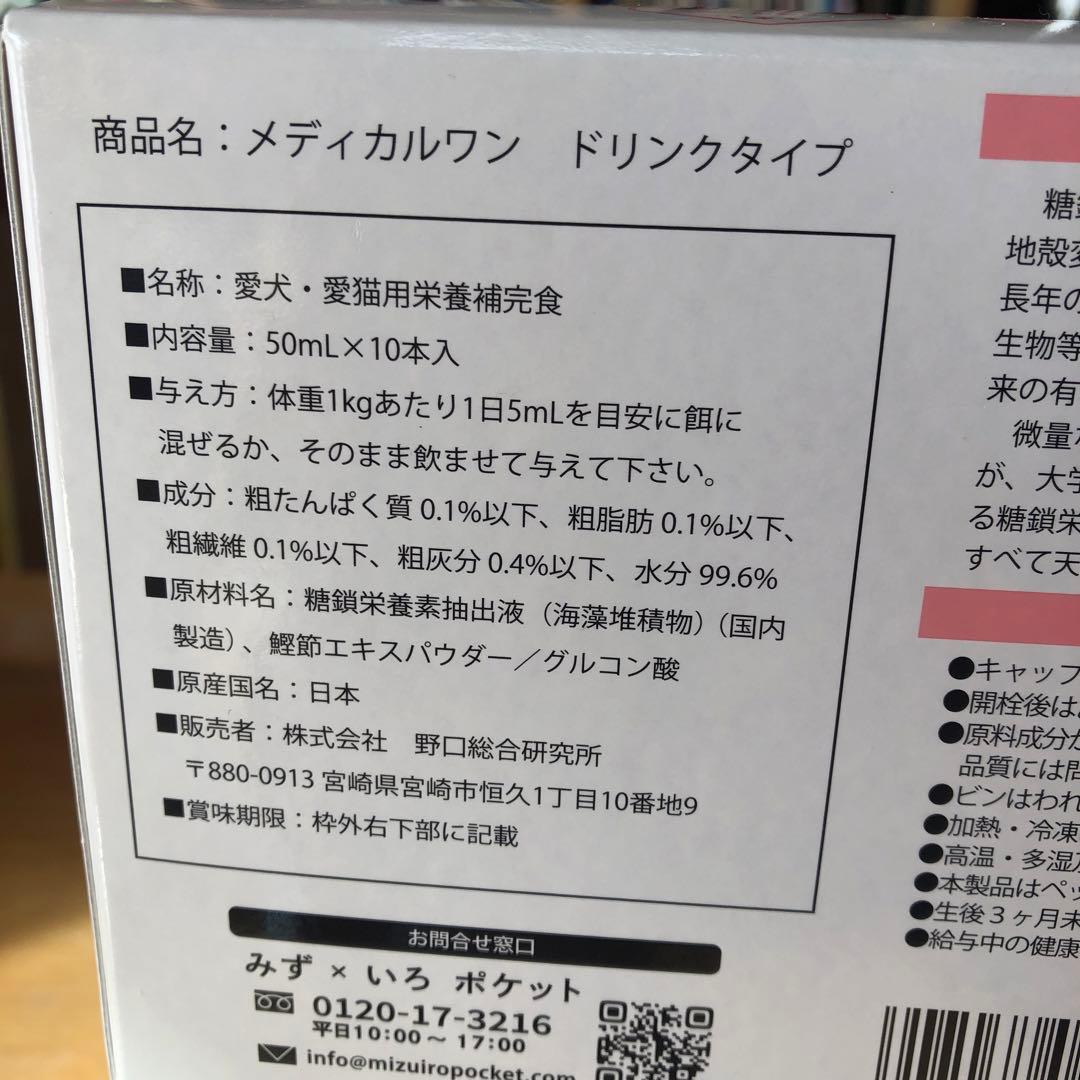 商品名：メディカルワン　ドリンクタイプ
■名称：愛犬・愛猫用栄養補完食
■内容量：50mL×10本入
■与え方：体重1kgあたり1日5mLを目安に餌に
混ぜるか、そのまま飲ませて与えて下さい。
■成分：粗たんぱく質 0.1%以下、粗脂肪 0.1%以下、
粗繊維 0.1%以下、粗灰分 0.4%以下、水分 99.6%
■原材料名：糖鎖栄養素抽出液（海藻堆積物）（国内
製造）、鰹節エキスパウダー／グルコン酸
■原産国名：日本
■販売者：株式会社　野口総合研究所
〒880-0913 宮崎県宮崎市恒久1丁目10番地9
■賞味期限：枠外右下部に記載
お問合せ窓口
みず × いろ ポケット
0120-17-3216
平日10:00～17:00
info@mizuiropocket.com
糖
地殻変
長年の
生物等
来の有
微量
が、大学
る糖鎖栄
すべて天
●キャップ
●開栓後は
●原料成分が
品質には問
●ビンはわれ
●加熱・冷凍
●高温・多湿
●本製品はペッ
●生後３ヶ月未
●給与中の健康